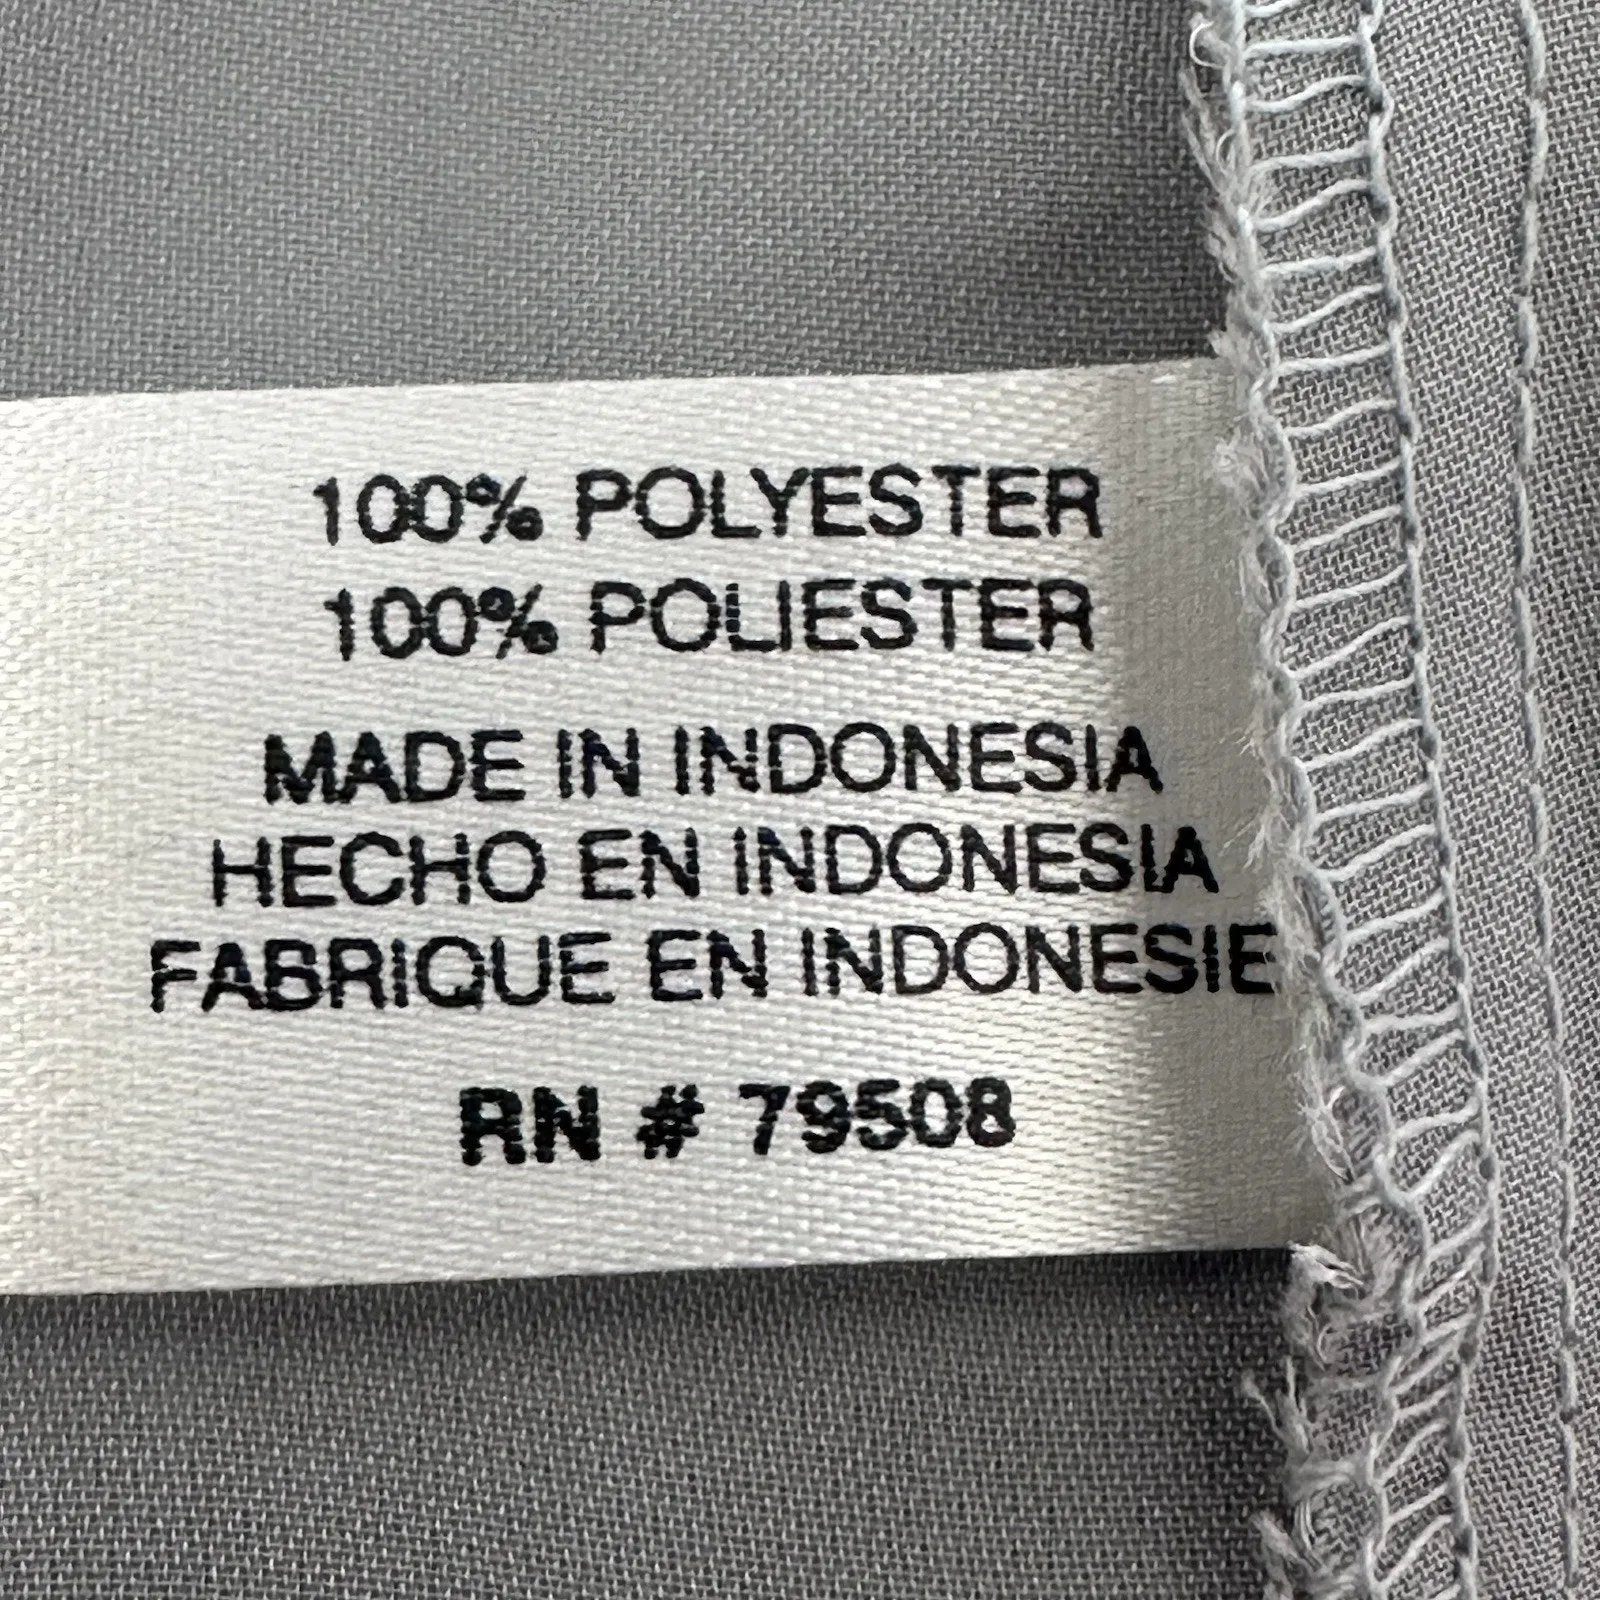 100% POLYESTER
100% POLIESTER
MADE IN INDONESIA
HECHO EN INDONESIA
FABRIQUE EN INDONESIE
RN # 79508